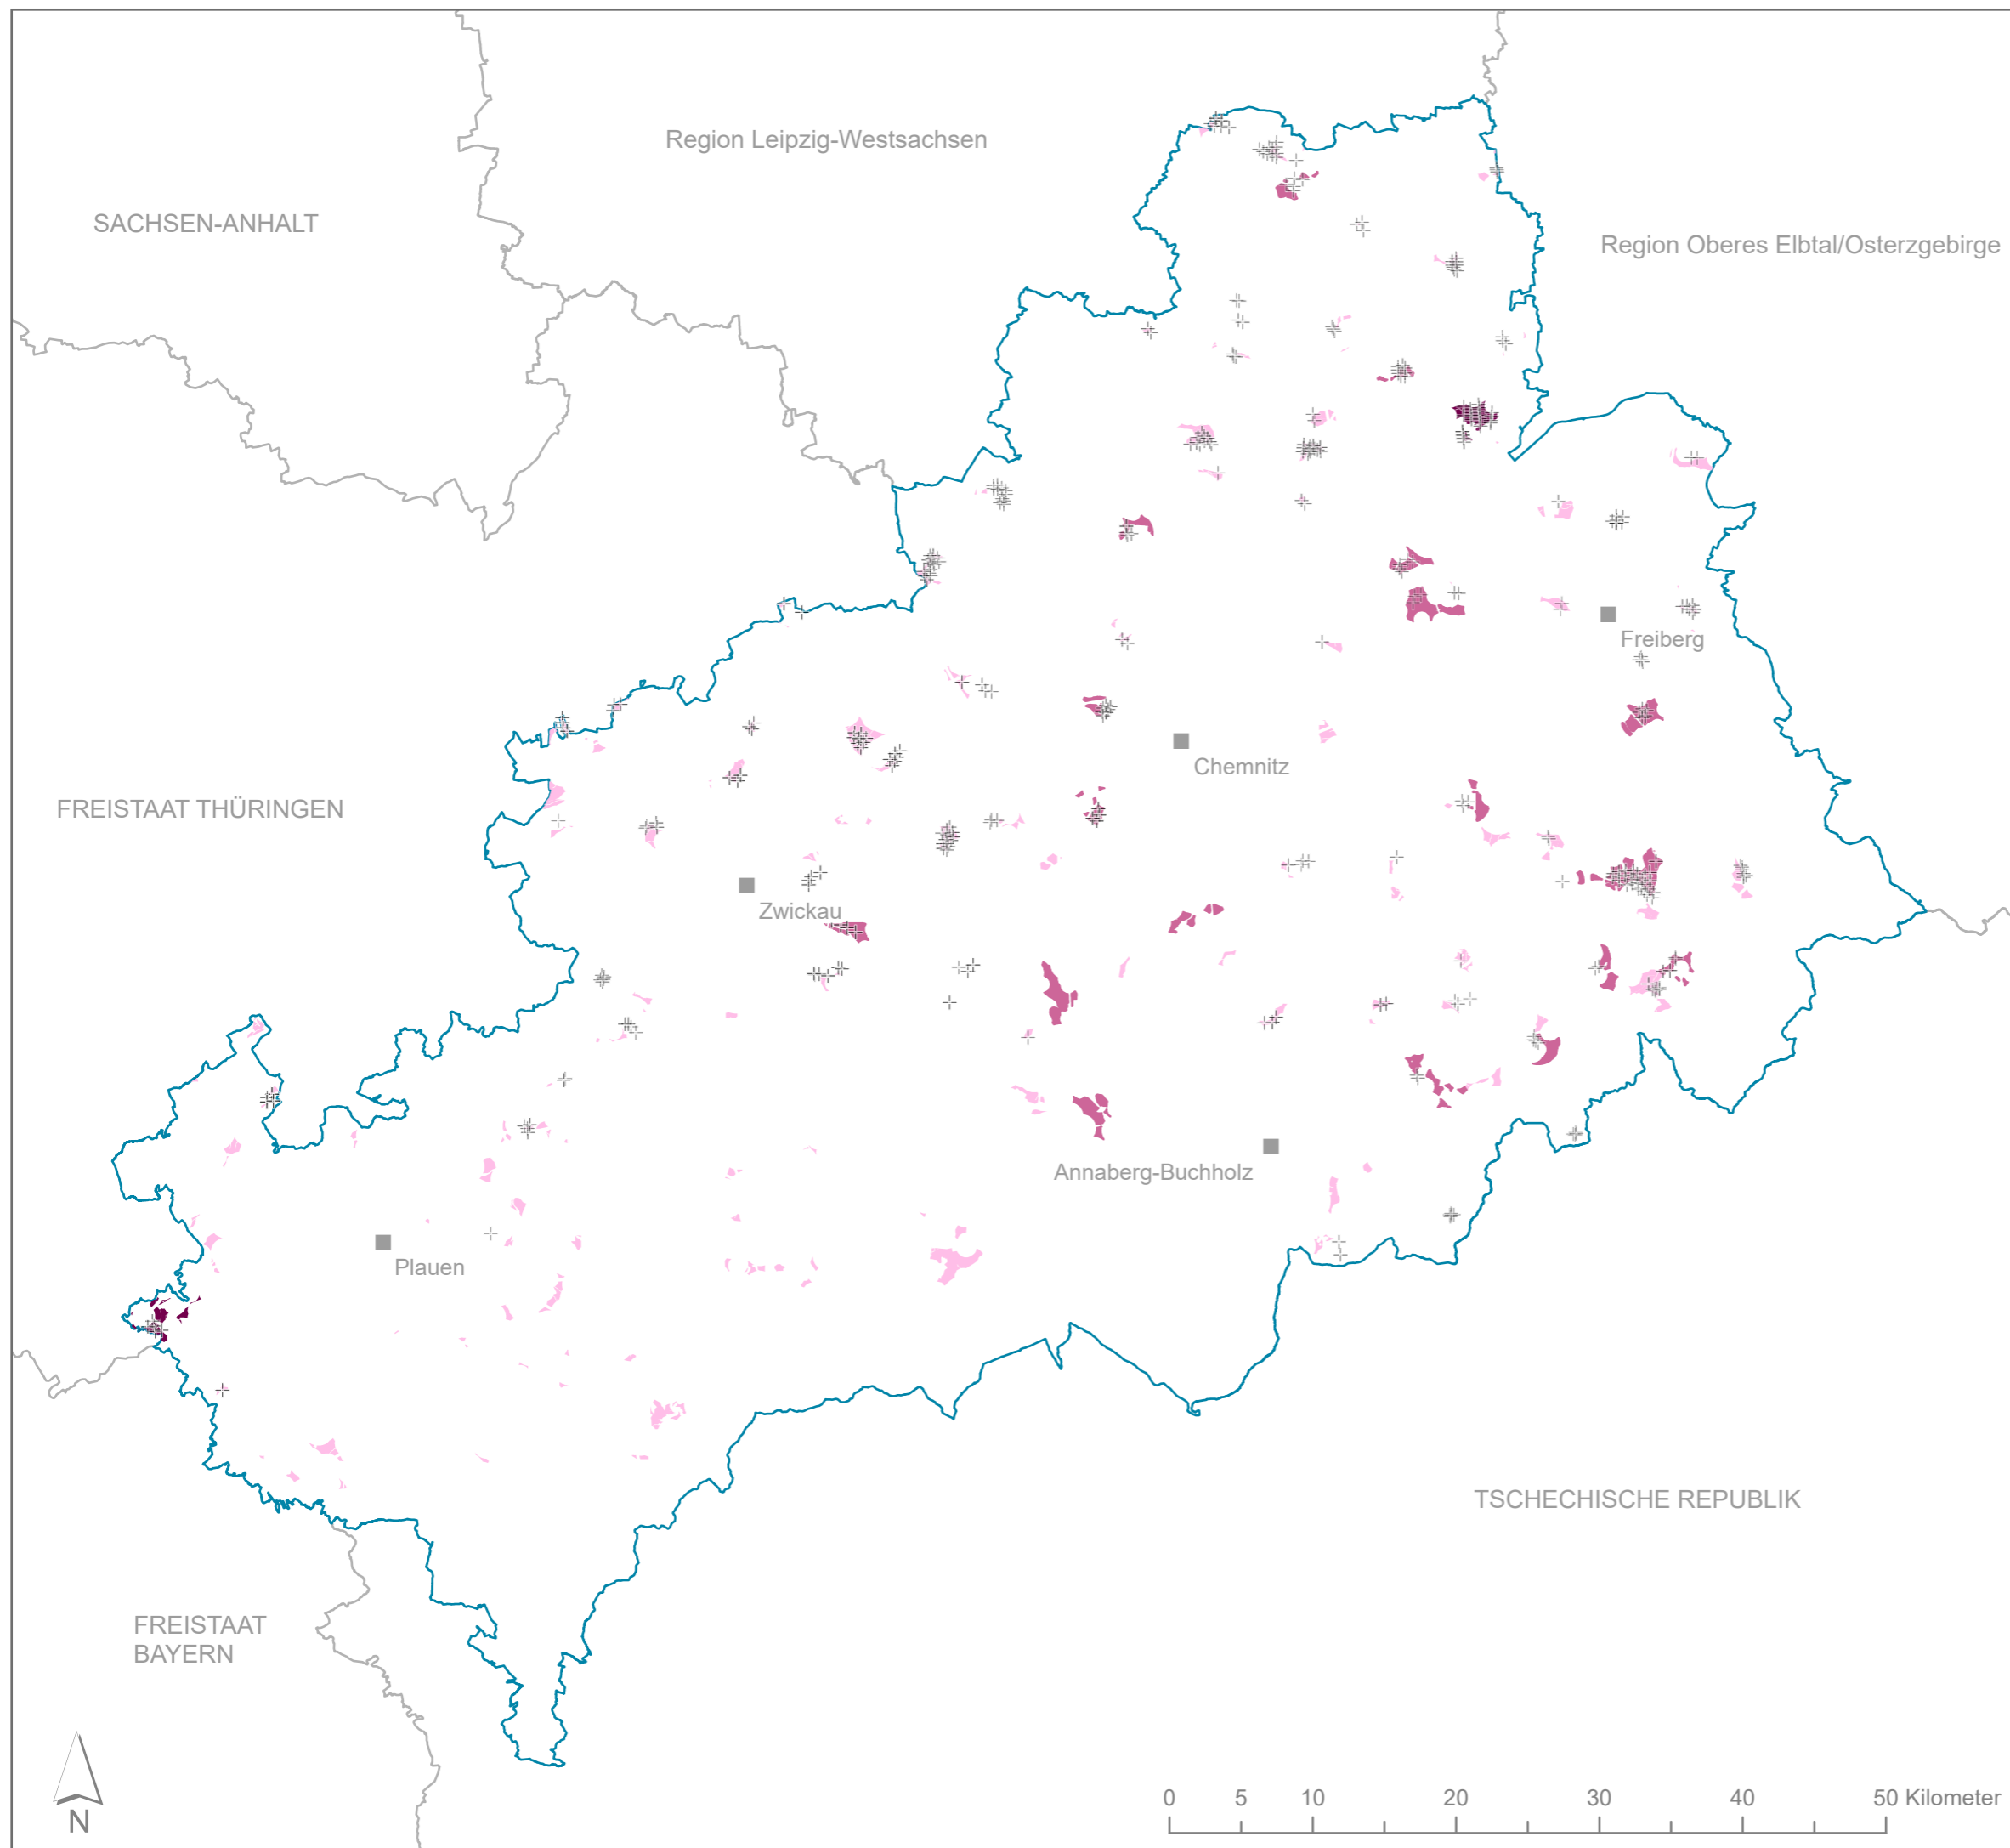 Region Leipzig-Westsachsen
SACHSEN-ANHALT
Region Oberes Elbtal/Osterzgebirge
Freiberg
Chemnitz
FREISTAAT THÜRINGEN
Zwickau
Annaberg-Buchholz
Plauen
TSCHECHISCHE REPUBLIK
FREISTAAT
BAYERN
N
0 5 10 20 30 40 50 Kilometer